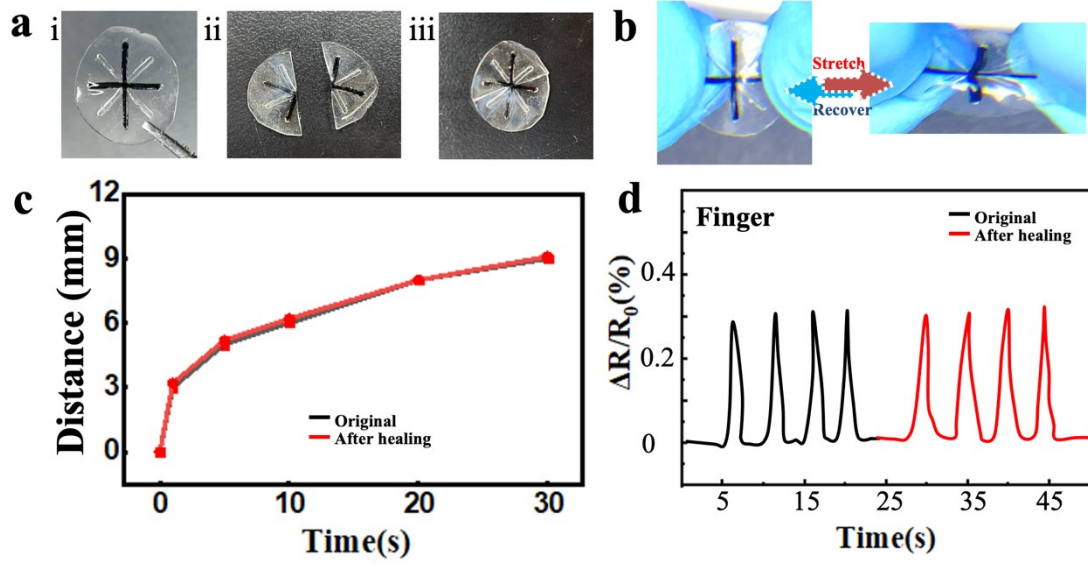 a
i
ii
iii
b
Stretch
Recover
c
Distance (mm)
12
9
6
3
0
Original
After healing
0
10
20
30
Time(s)
d
Finger
Original
After healing
ΔR/R₀(%)
0.4
0.2
0
5
15
25
35
45
Time(s)